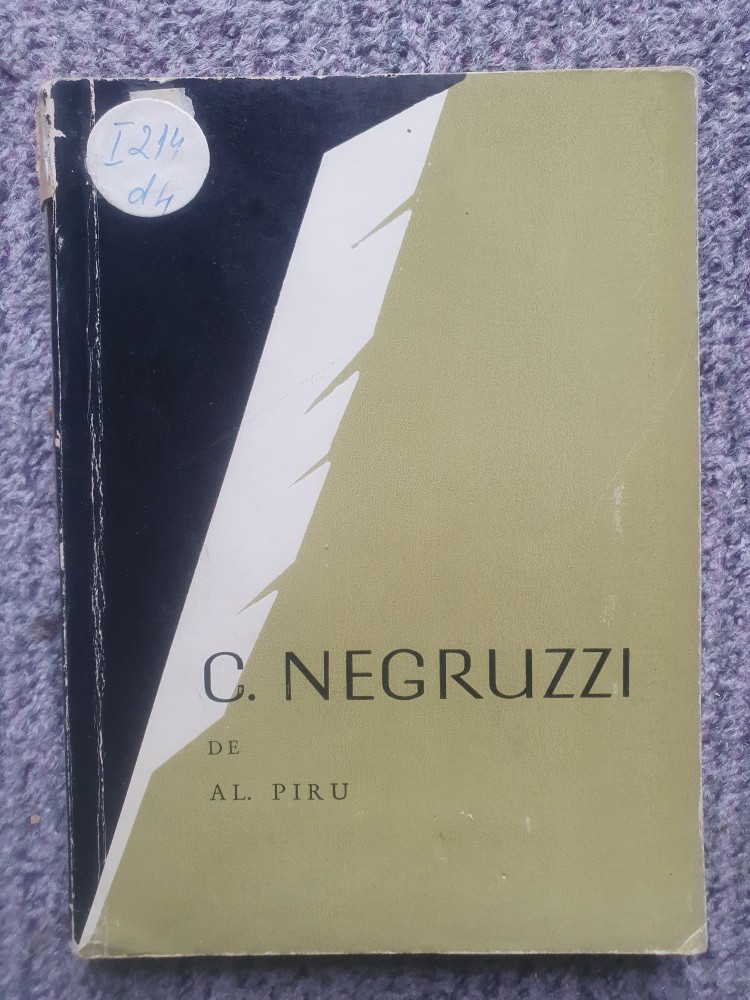 I 214
d4
C. NEGRUZZI
DE
AL. PIRU